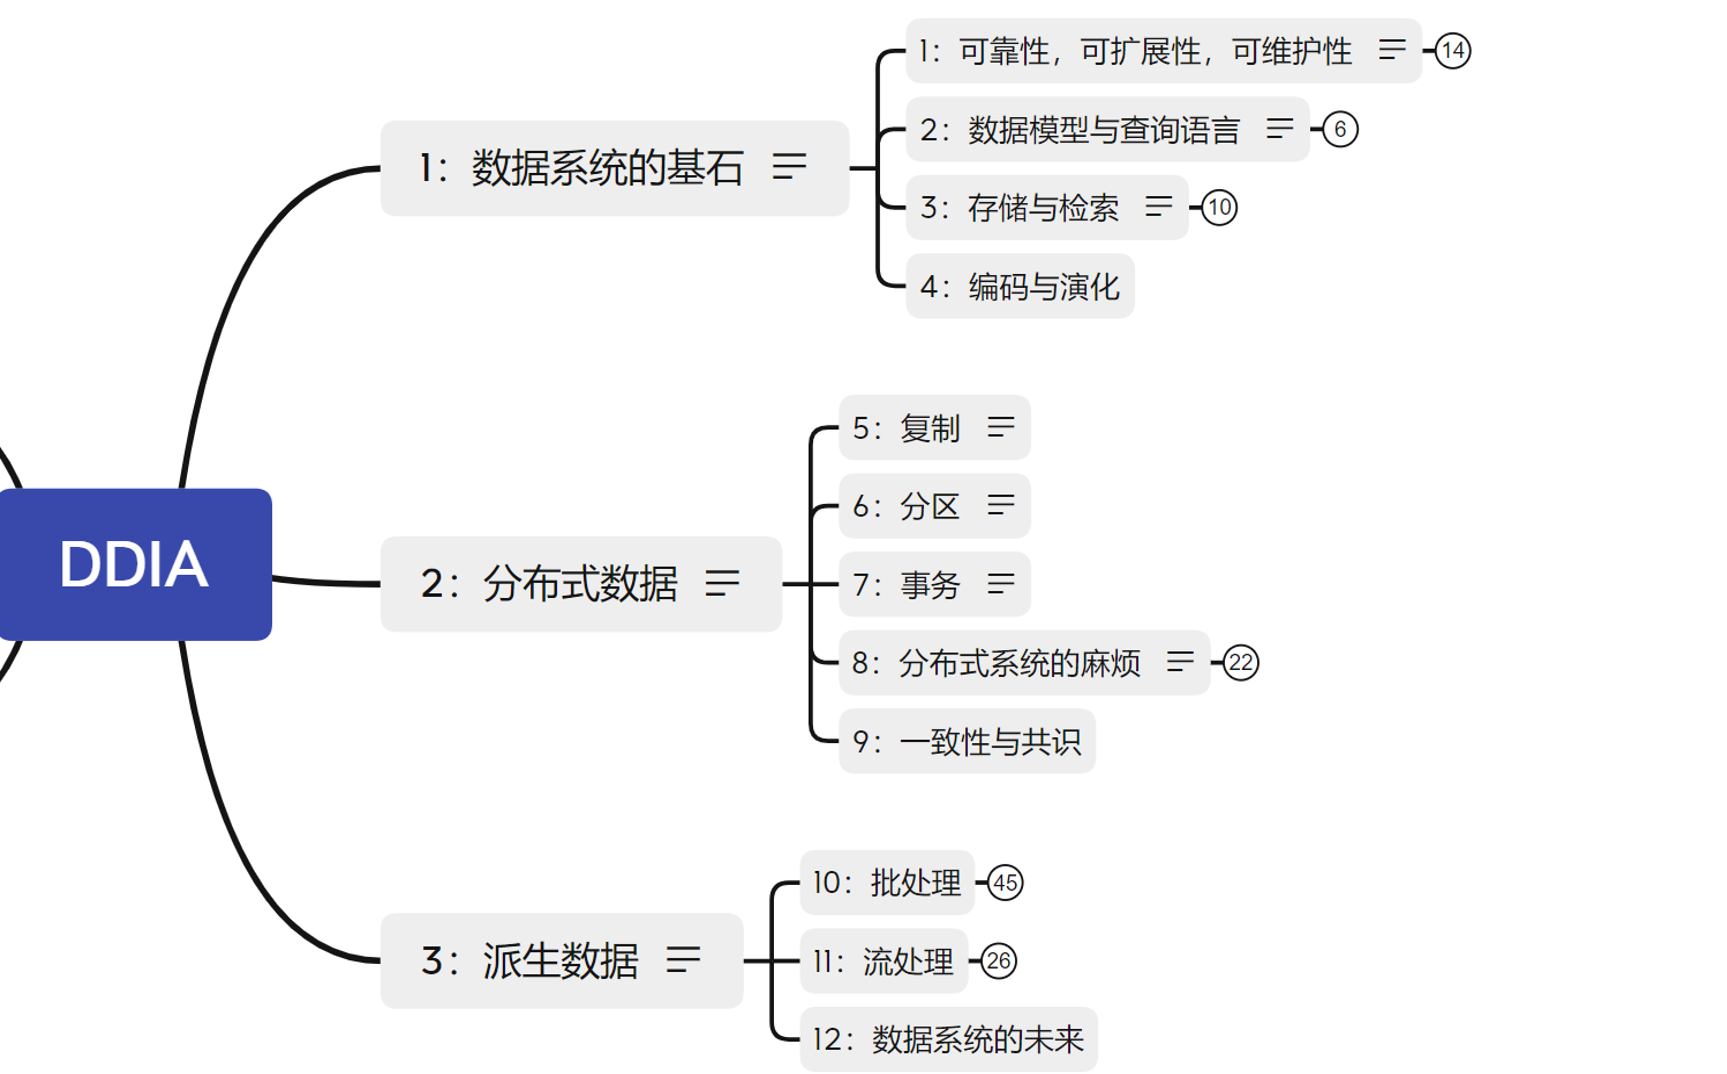 1：可靠性，可扩展性，可维护性
14
2：数据模型与查询语言
6
1：数据系统的基石
3：存储与检索
10
4：编码与演化
5：复制
6：分区
DDIA
2：分布式数据
7：事务
8：分布式系统的麻烦
22
9：一致性与共识
10：批处理
45
3：派生数据
11：流处理
26
12：数据系统的未来